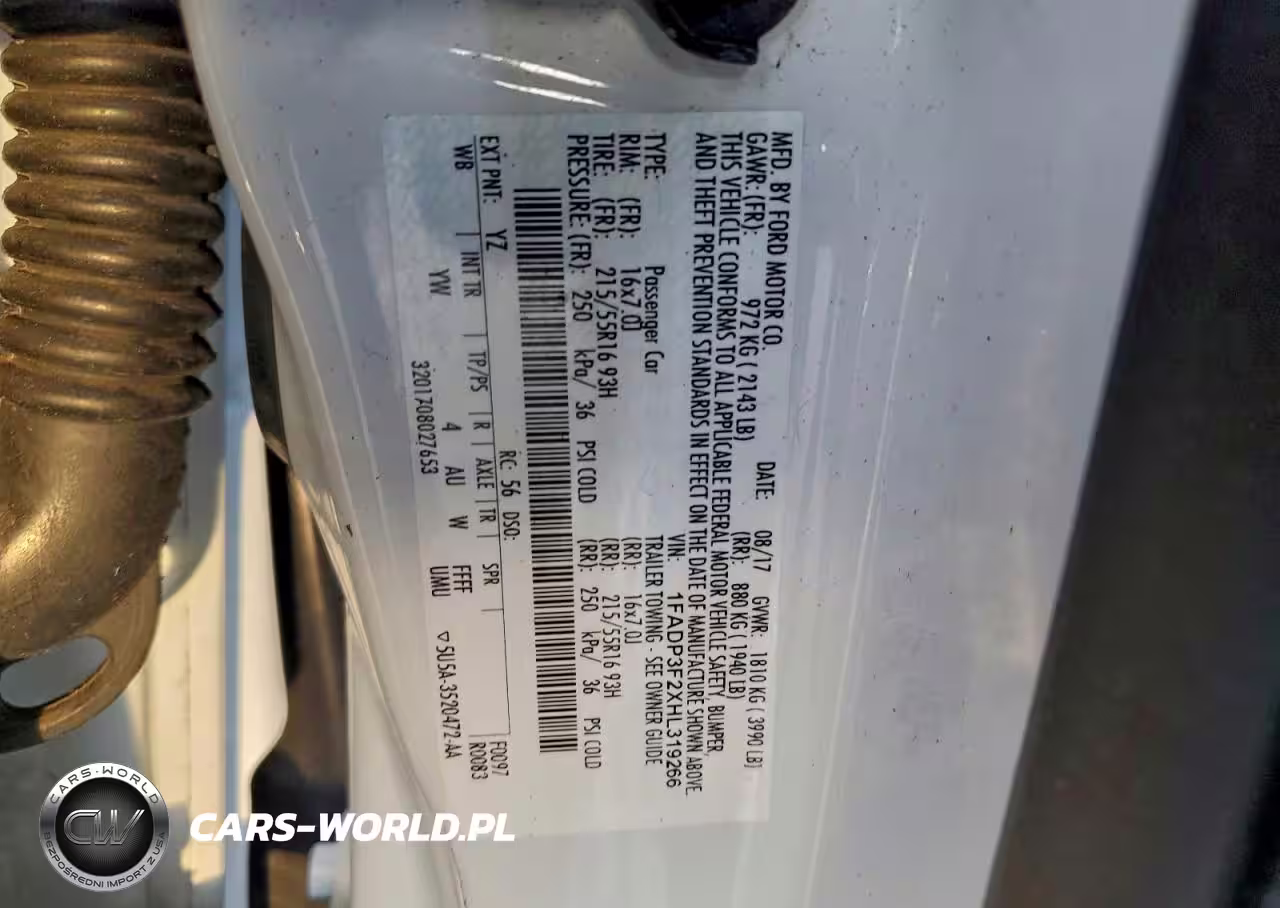 MFD. BY FORD MOTOR CO.
DATE: 08/17 GVWR: 1810 KG ( 3990 LB)
GAWR: (FR): 972 KG ( 2143 LB) (RR): 880 KG ( 1940 LB)
THIS VEHICLE CONFORMS TO ALL APPLICABLE FEDERAL MOTOR VEHICLE SAFETY, BUMPER,
AND THEFT PREVENTION STANDARDS IN EFFECT ON THE DATE OF MANUFACTURE SHOWN ABOVE
VIN: 1FADP3F2XHL319266
TYPE: Passenger Car TRAILER TOWING - SEE OWNER GUIDE
RIM: (FR): 16x7.0J (RR): 16x7.0J
TIRE: (FR): 215/55R16 93H (RR): 215/55R16 93H
PRESSURE: (FR): 250 kPa/ 36 PSI COLD (RR): 250 kPa/ 36 PSI COLD
EXT PNT: YZ RC: 56 DSO: F0097
R0083
WB INT TR TP/PS R AXLE TR SPR
YW 4 AU W FFFF
UMU
3201708027653 ▽5U5A-3520472-AA
CARS-WORLD
CW
BEZPOŚREDNI IMPORT Z USA
CARS-WORLD.PL